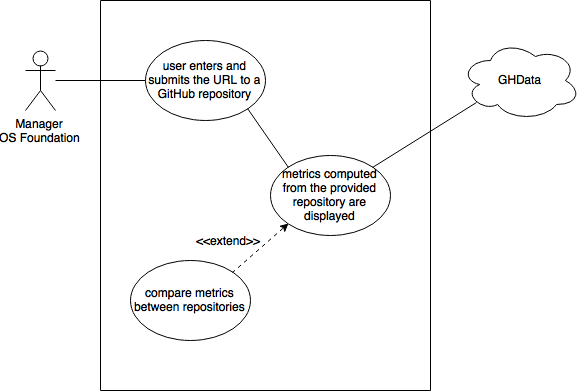 user enters and
submits the URL to a
GitHub repository
GHData
Manager
OS Foundation
metrics computed
from the provided
repository are
displayed
<<extend>>
compare metrics
between repositories